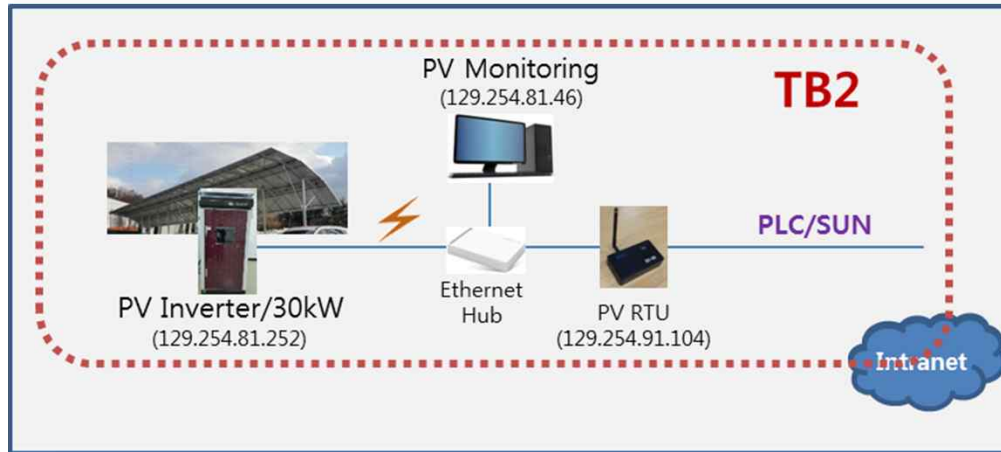 PV Monitoring
(129.254.81.46)
TB2
PLC/SUN
Ethernet
Hub
PV Inverter/30kW
(129.254.81.252)
PV RTU
(129.254.91.104)
Intranet